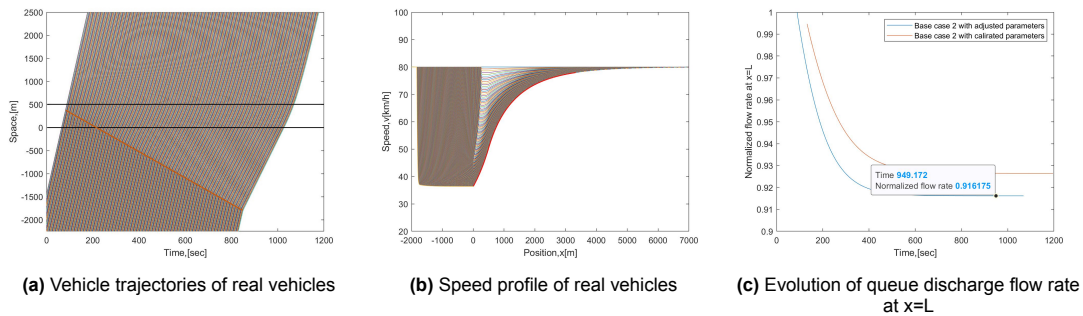 2500
2000
1500
1000
500
0
-500
-1000
-1500
-2000
Space,[m]
0 200 400 600 800 1000 1200
Time,[sec]
(a) Vehicle trajectories of real vehicles
100
90
80
70
60
50
40
30
20
Speed,v[km/h]
-2000 -1000 0 1000 2000 3000 4000 5000 6000 7000
Position,x[m]
(b) Speed profile of real vehicles
1
0.99
0.98
0.97
0.96
0.95
0.94
0.93
0.92
0.91
0.9
Normalized flow rate at x=L
Base case 2 with adjusted parameters
Base case 2 with calirated parameters
Time 949.172
Normalized flow rate 0.916175
0 200 400 600 800 1000 1200
Time,[sec]
(c) Evolution of queue discharge flow rate
at x=L